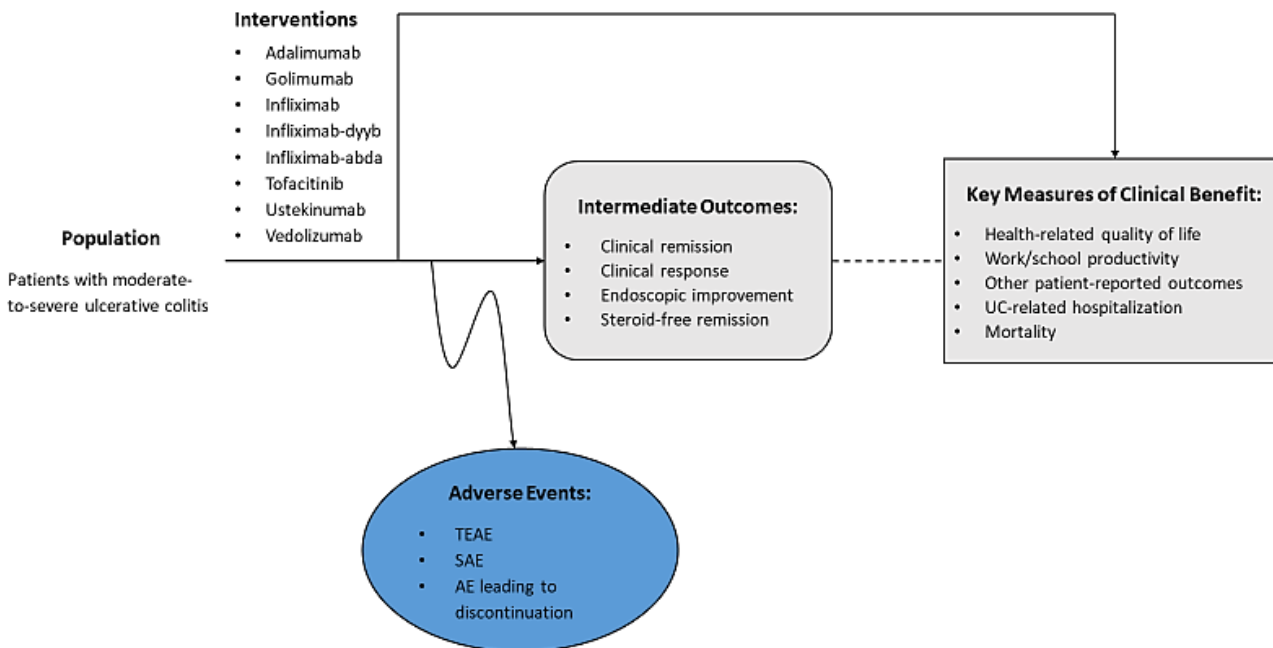 Interventions
• Adalimumab
• Golimumab
• Infliximab
• Infliximab-dyyb
• Infliximab-abda
• Tofacitinib
• Ustekinumab
• Vedolizumab
Population
Patients with moderate-
to-severe ulcerative colitis
Intermediate Outcomes:
• Clinical remission
• Clinical response
• Endoscopic improvement
• Steroid-free remission
Key Measures of Clinical Benefit:
• Health-related quality of life
• Work/school productivity
• Other patient-reported outcomes
• UC-related hospitalization
• Mortality
Adverse Events:
• TEAE
• SAE
• AE leading to
discontinuation